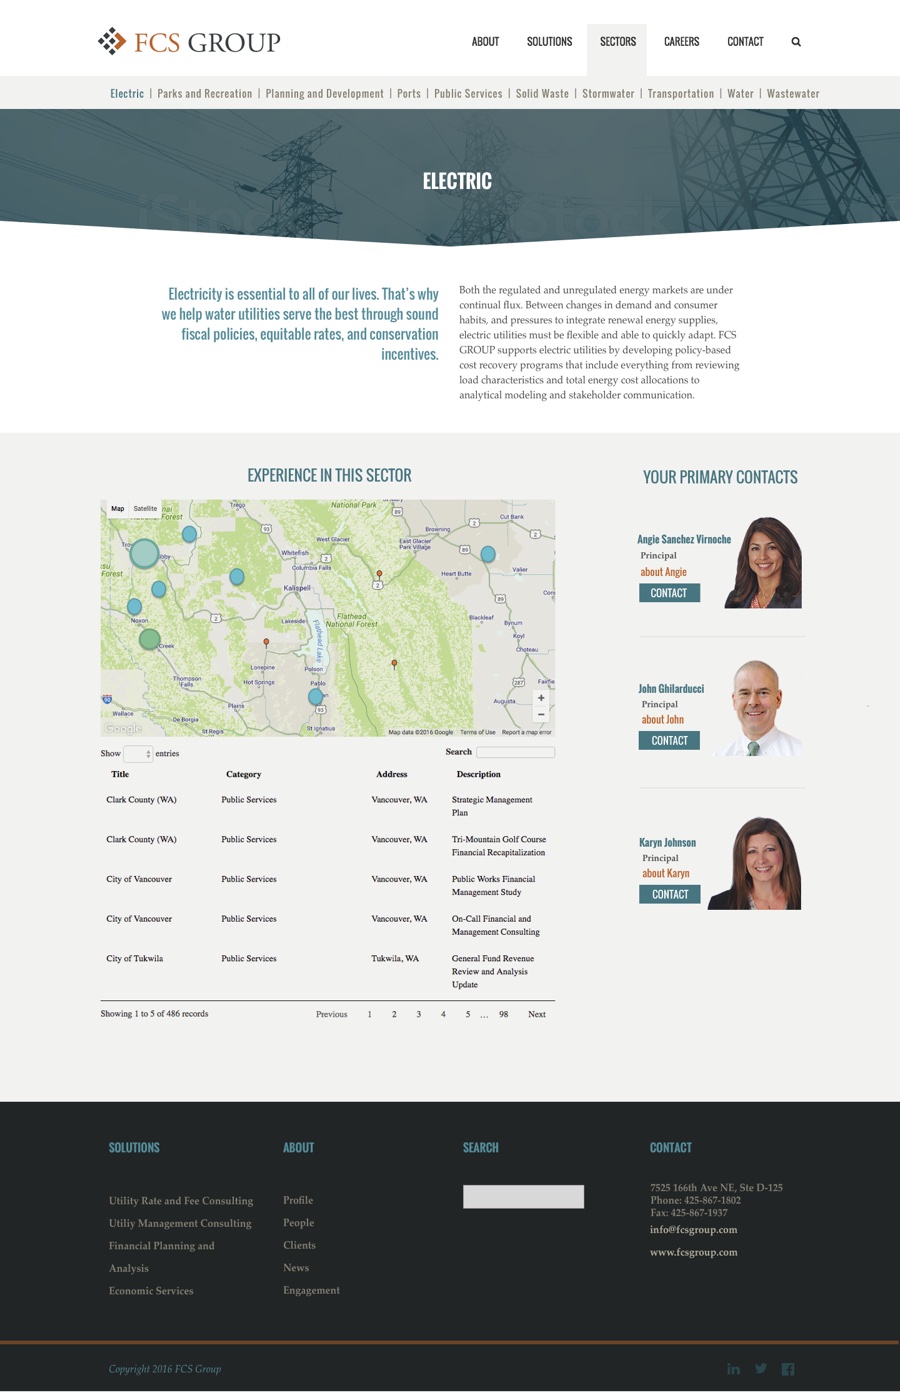 FCS GROUP
ABOUT SOLUTIONS SECTORS CAREERS CONTACT
Electric | Parks and Recreation | Planning and Development | Ports | Public Services | Solid Waste | Stormwater | Transportation | Water | Wastewater
ELECTRIC
iStock iStock
Electricity is essential to all of our lives. That's why
we help water utilities serve the best through sound
fiscal policies, equitable rates, and conservation
incentives.
Both the regulated and unregulated energy markets are under
continual flux. Between changes in demand and consumer
habits, and pressures to integrate renewal energy supplies,
electric utilities must be flexible and able to quickly adapt. FCS
GROUP supports electric utilities by developing policy-based
cost recovery programs that include everything from reviewing
load characteristics and total energy cost allocations to
analytical modeling and stakeholder communication.
EXPERIENCE IN THIS SECTOR
Map Satellite
National Park
Trego
Cut Bank
Browning
National Forest
West Glacier
East Glacier
Park Village
Whitefish
Columbia Falls
Heart Butte
Valier
Kalispell
Noxon
Lakeside
Flathead
National Forest
Flathead Lake
Blackleaf
Bynum
Koyl
Choteau
Creek
Lonepine
Hot Springs
Polson
Pablo
Thompson
Falls
Augusta
Fairfie
Wallace
De Borgia
St Regis
St Ignatius
93
89
2
2
2
2
89
287
93
90
+
−
Google
Map data ©2016 Google Terms of Use Report a map error
Show entries
Search
Title Category Address Description
Clark County (WA) Public Services Vancouver, WA Strategic Management
Plan
Clark County (WA) Public Services Vancouver, WA Tri-Mountain Golf Course
Financial Recapitalization
City of Vancouver Public Services Vancouver, WA Public Works Financial
Management Study
City of Vancouver Public Services Vancouver, WA On-Call Financial and
Management Consulting
City of Tukwila Public Services Tukwila, WA General Fund Revenue
Review and Analysis
Update
Showing 1 to 5 of 486 records
Previous 1 2 3 4 5 ... 98 Next
YOUR PRIMARY CONTACTS
Angie Sanchez Virnoche
Principal
about Angie
CONTACT
John Ghilarducci
Principal
about John
CONTACT
Karyn Johnson
Principal
about Karyn
CONTACT
SOLUTIONS
Utility Rate and Fee Consulting
Utiliy Management Consulting
Financial Planning and
Analysis
Economic Services
ABOUT
Profile
People
Clients
News
Engagement
SEARCH
CONTACT
7525 166th Ave NE, Ste D-125
Phone: 425-867-1802
Fax: 425-867-1937
info@fcsgroup.com
www.fcsgroup.com
Copyright 2016 FCS Group